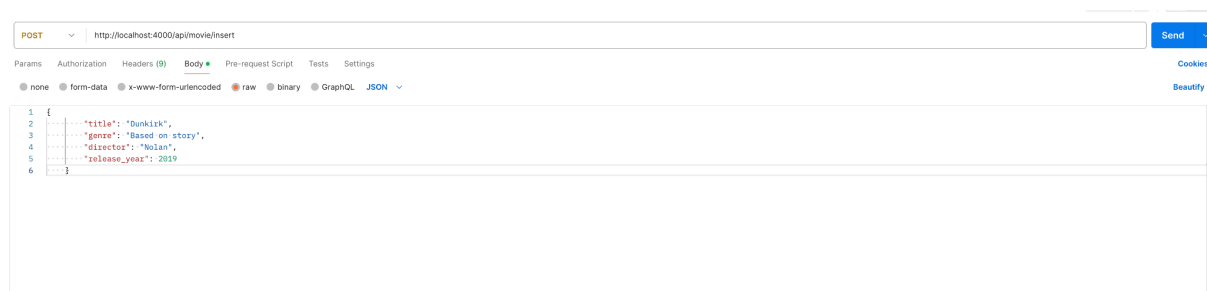 POST http://localhost:4000/api/movie/insert Send
Params Authorization Headers (9) Body Pre-request Script Tests Settings Cookies
none form-data x-www-form-urlencoded raw binary GraphQL JSON Beautify
1 {
2 "title": "Dunkirk",
3 "genre": "Based on story",
4 "director": "Nolan",
5 "release_year": 2019
6 }